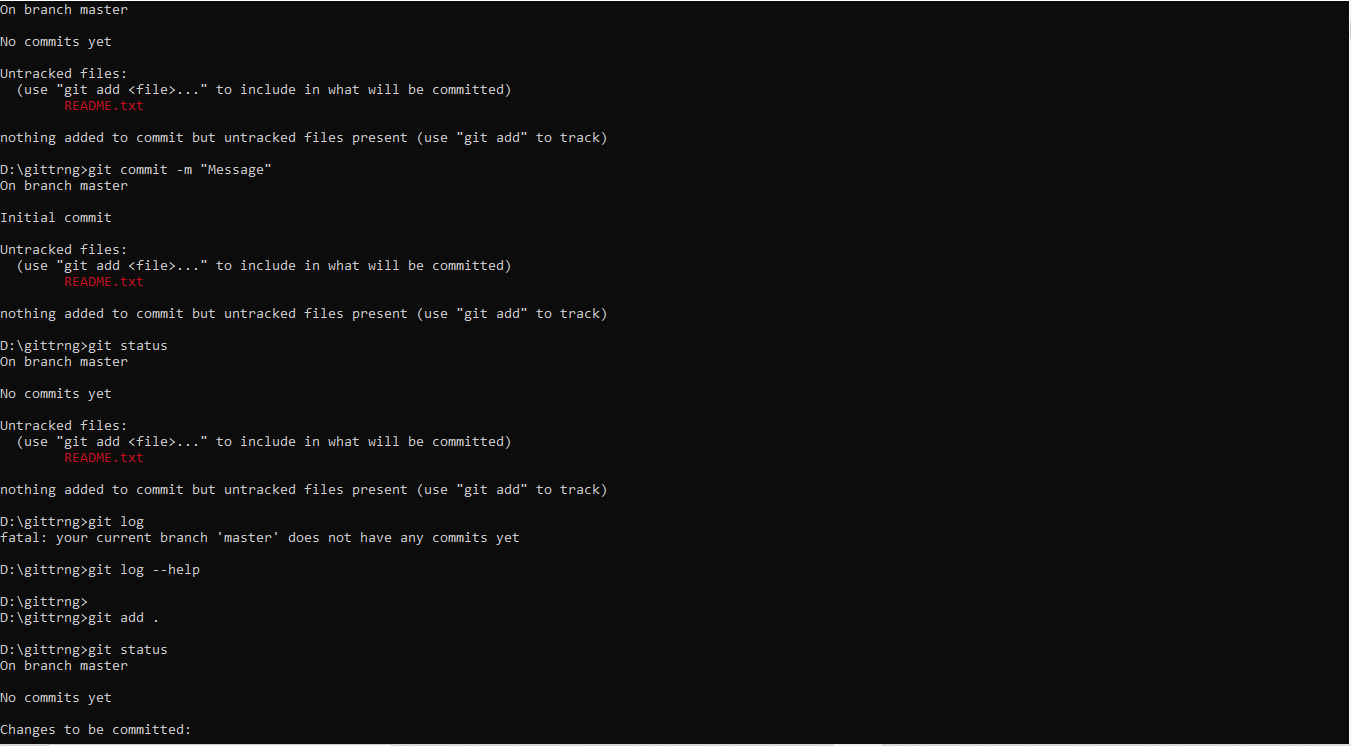 On branch master
No commits yet
Untracked files:
  (use "git add <file>..." to include in what will be committed)
        README.txt
nothing added to commit but untracked files present (use "git add" to track)
D:\gittrng>git commit -m "Message"
On branch master
Initial commit
Untracked files:
  (use "git add <file>..." to include in what will be committed)
        README.txt
nothing added to commit but untracked files present (use "git add" to track)
D:\gittrng>git status
On branch master
No commits yet
Untracked files:
  (use "git add <file>..." to include in what will be committed)
        README.txt
nothing added to commit but untracked files present (use "git add" to track)
D:\gittrng>git log
fatal: your current branch 'master' does not have any commits yet
D:\gittrng>git log --help
D:\gittrng>
D:\gittrng>git add .
D:\gittrng>git status
On branch master
No commits yet
Changes to be committed: